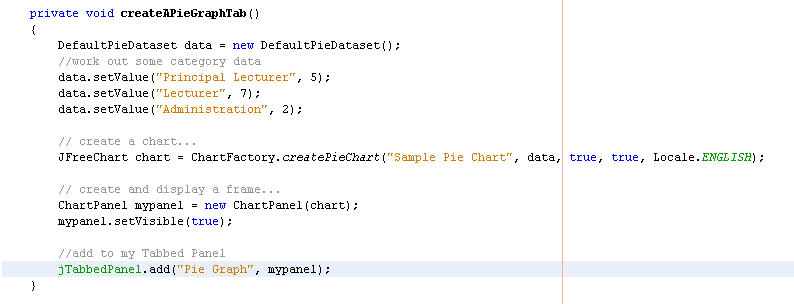 private void createAPieGraphTab()
{
DefaultPieDataset data = new DefaultPieDataset();
//work out some category data
data.setValue("Principal Lecturer", 5);
data.setValue("Lecturer", 7);
data.setValue("Administration", 2);
// create a chart...
JFreeChart chart = ChartFactory.createPieChart("Sample Pie Chart", data, true, true, Locale.ENGLISH);
// create and display a frame...
ChartPanel mypanel = new ChartPanel(chart);
mypanel.setVisible(true);
//add to my Tabbed Panel
jTabbedPanel.add("Pie Graph", mypanel);
}